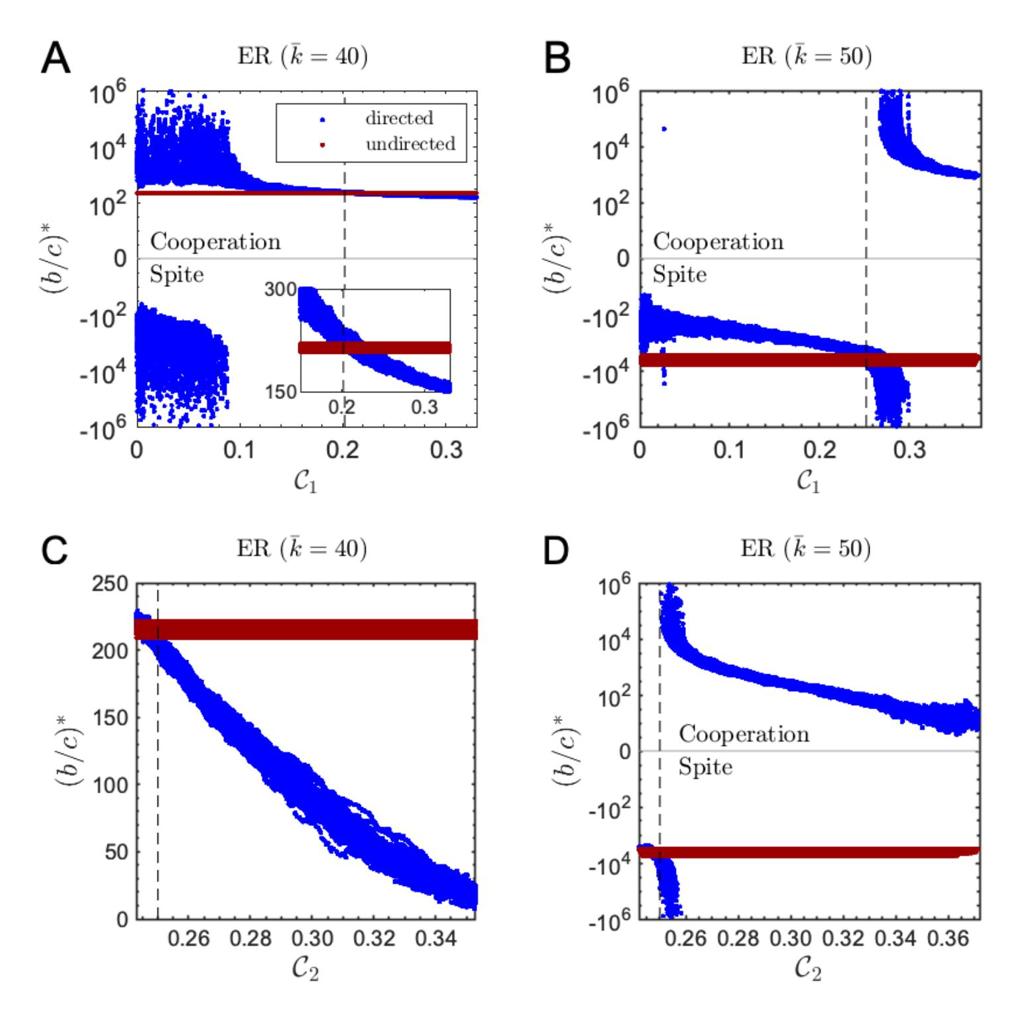 A
ER (k̄ = 40)
10^6
10^4
10^2
0
-10^2
-10^4
-10^6
(b/c)*
directed
undirected
Cooperation
Spite
300
150
0.2
0.3
0
0.1
0.2
0.3
𝒞₁
B
ER (k̄ = 50)
10^6
10^4
10^2
0
-10^2
-10^4
-10^6
(b/c)*
Cooperation
Spite
0
0.1
0.2
0.3
𝒞₁
C
ER (k̄ = 40)
250
200
150
100
50
0
(b/c)*
0.26
0.28
0.30
0.32
0.34
𝒞₂
D
ER (k̄ = 50)
10^6
10^4
10^2
0
-10^2
-10^4
-10^6
(b/c)*
Cooperation
Spite
0.26
0.28
0.30
0.32
0.34
0.36
𝒞₂